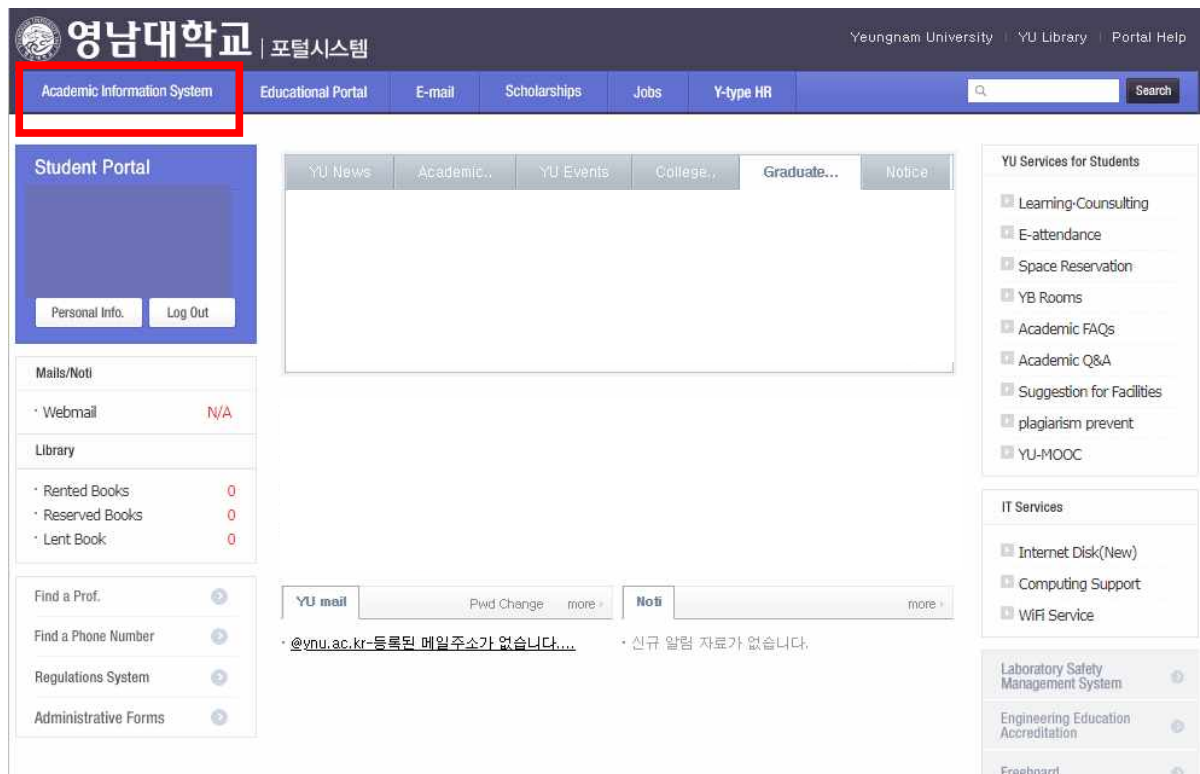 영남대학교 | 포털시스템
Yeungnam University | YU Library | Portal Help
Academic Information System Educational Portal E-mail Scholarships Jobs Y-type HR Search
Student Portal
Personal Info. Log Out
Mails/Noti
· Webmail N/A
Library
· Rented Books 0
· Reserved Books 0
· Lent Book 0
Find a Prof.
Find a Phone Number
Regulations System
Administrative Forms
YU News Academic.. YU Events College.. Graduate... Notice
YU mail Pwd Change more ›
· @ynu.ac.kr-등록된 메일주소가 없습니다....
Noti more ›
· 신규 알림 자료가 없습니다.
YU Services for Students
Learning·Counsulting
E-attendance
Space Reservation
YB Rooms
Academic FAQs
Academic Q&A
Suggestion for Facilities
plagiarism prevent
YU-MOOC
IT Services
Internet Disk(New)
Computing Support
WiFi Service
Laboratory Safety
Management System
Engineering Education
Accreditation
Freeboard